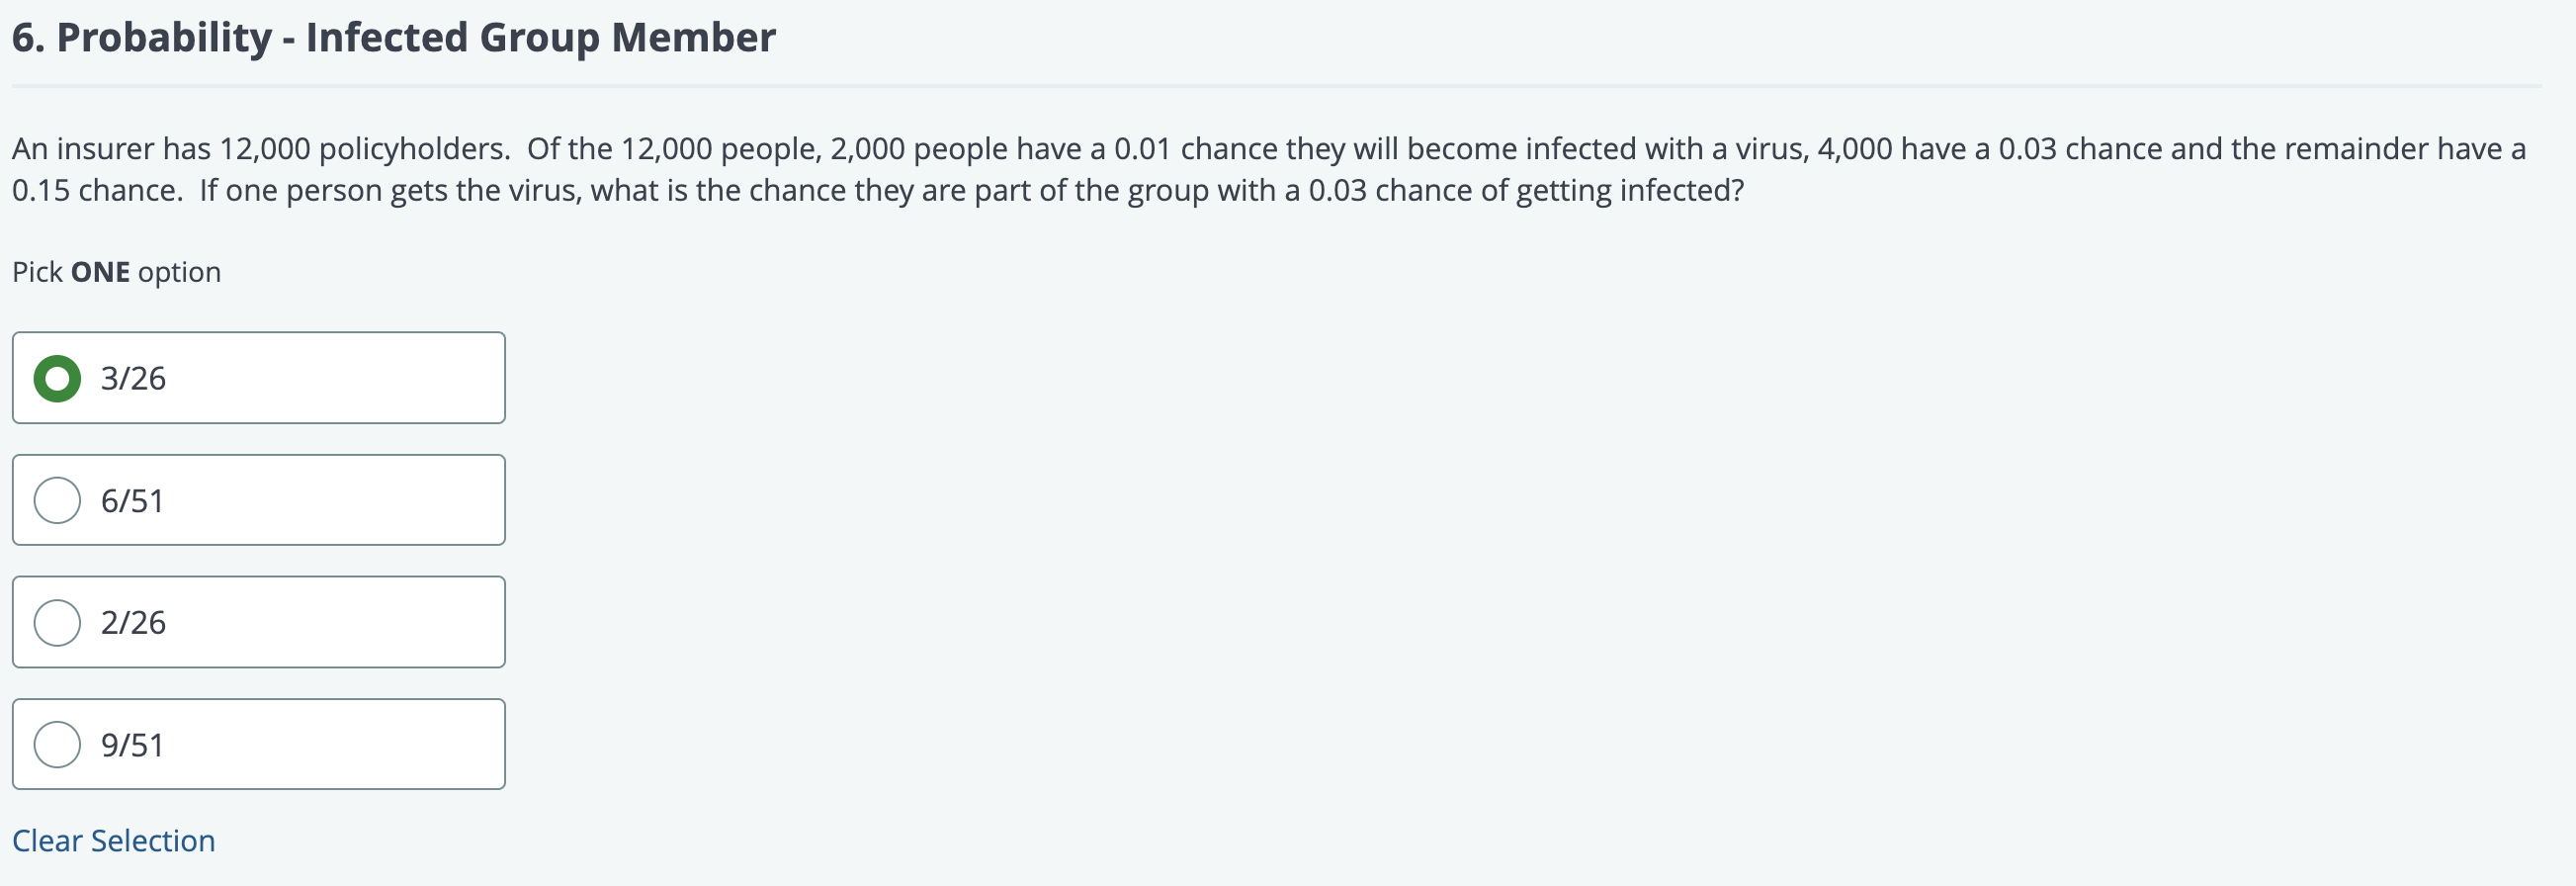 6. Probability - Infected Group Member
An insurer has 12,000 policyholders.  Of the 12,000 people, 2,000 people have a 0.01 chance they will become infected with a virus, 4,000 have a 0.03 chance and the remainder have a
0.15 chance.  If one person gets the virus, what is the chance they are part of the group with a 0.03 chance of getting infected?
Pick ONE option
3/26
6/51
2/26
9/51
Clear Selection